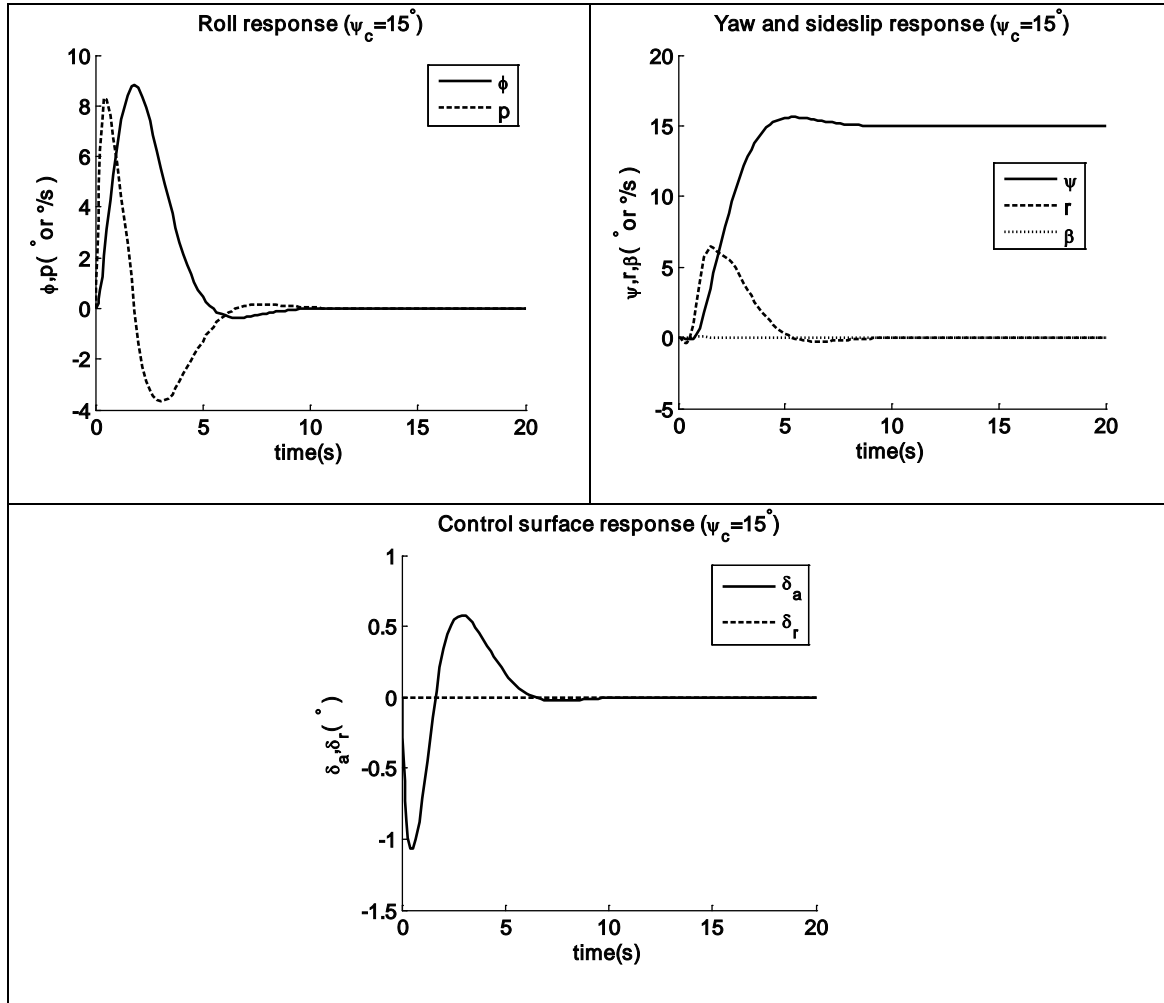 Roll response (ψc=15°)
10
8
6
4
2
0
-2
-4
0
5
10
15
20
ϕ,p( ° or °/s)
time(s)
ϕ
p
Yaw and sideslip response (ψc=15°)
20
15
10
5
0
-5
0
5
10
15
20
ψ,r,β( ° or °/s)
time(s)
ψ
r
β
Control surface response (ψc=15°)
1
0.5
0
-0.5
-1
-1.5
0
5
10
15
20
δa,δr( ° )
time(s)
δa
δr